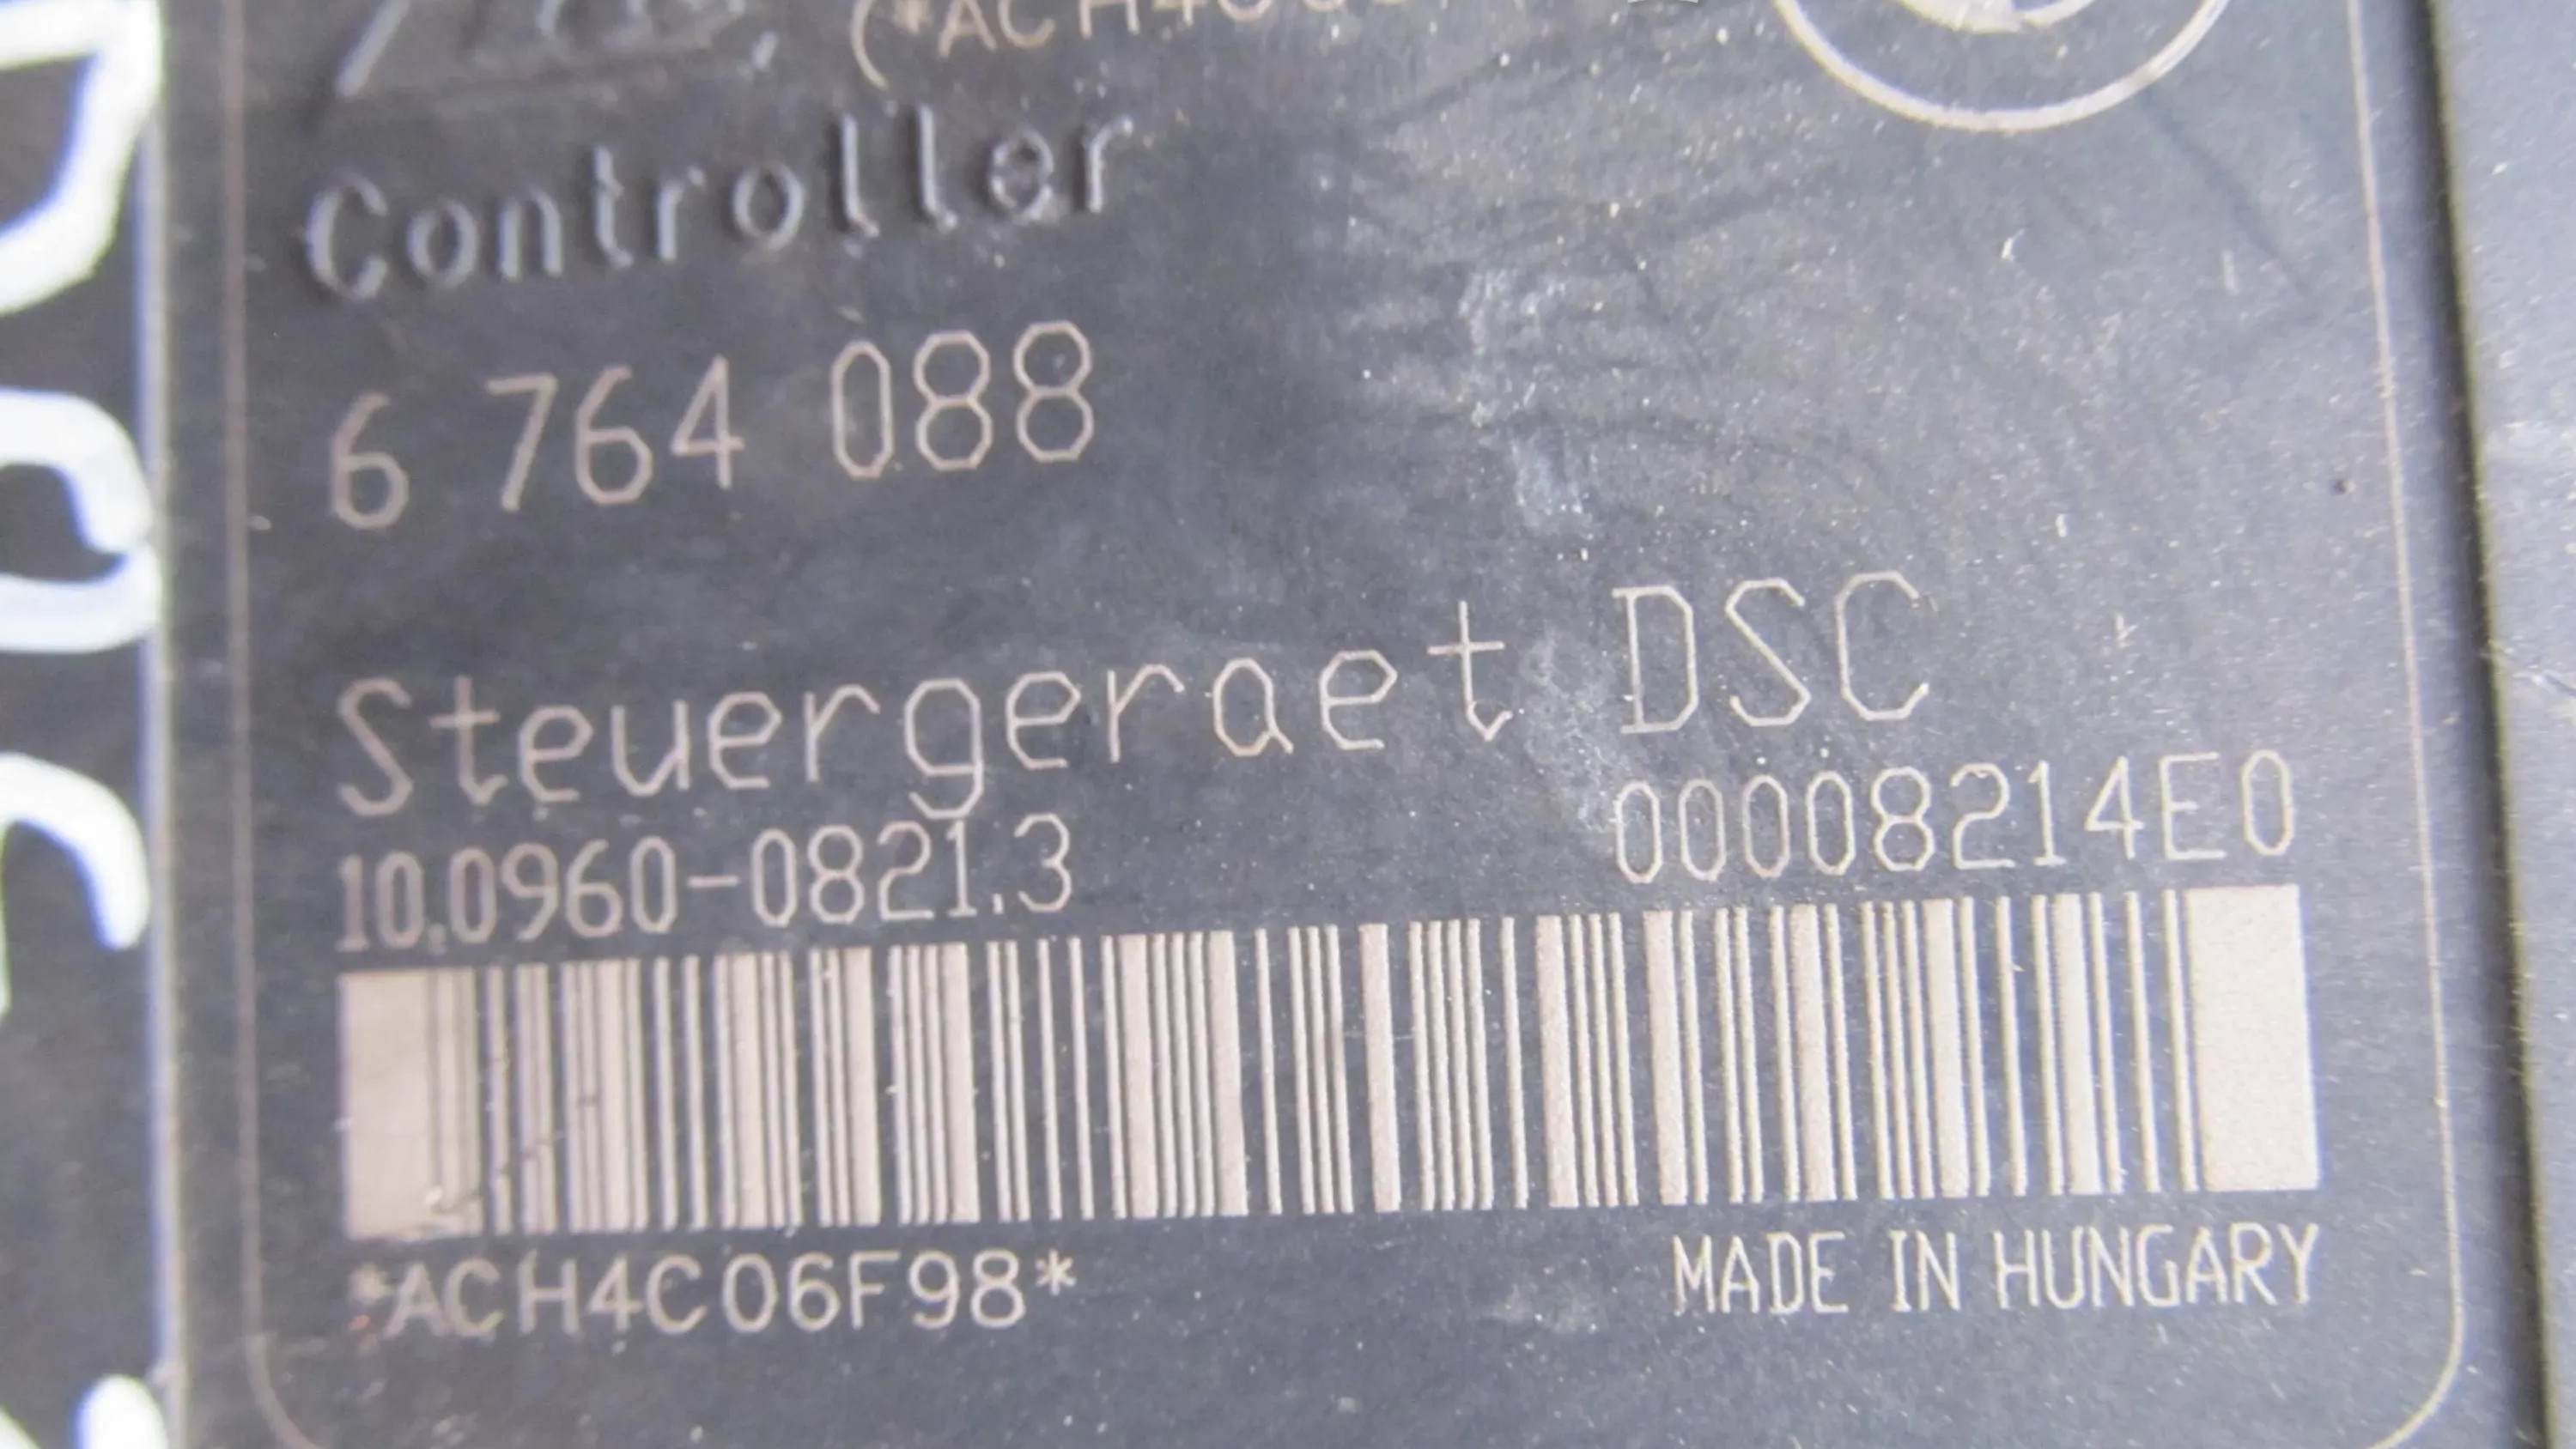 Controller
6 764 088
Steuergeraet DSC
10.0960-0821.3 00008214E0
*ACH4C06F98*
MADE IN HUNGARY